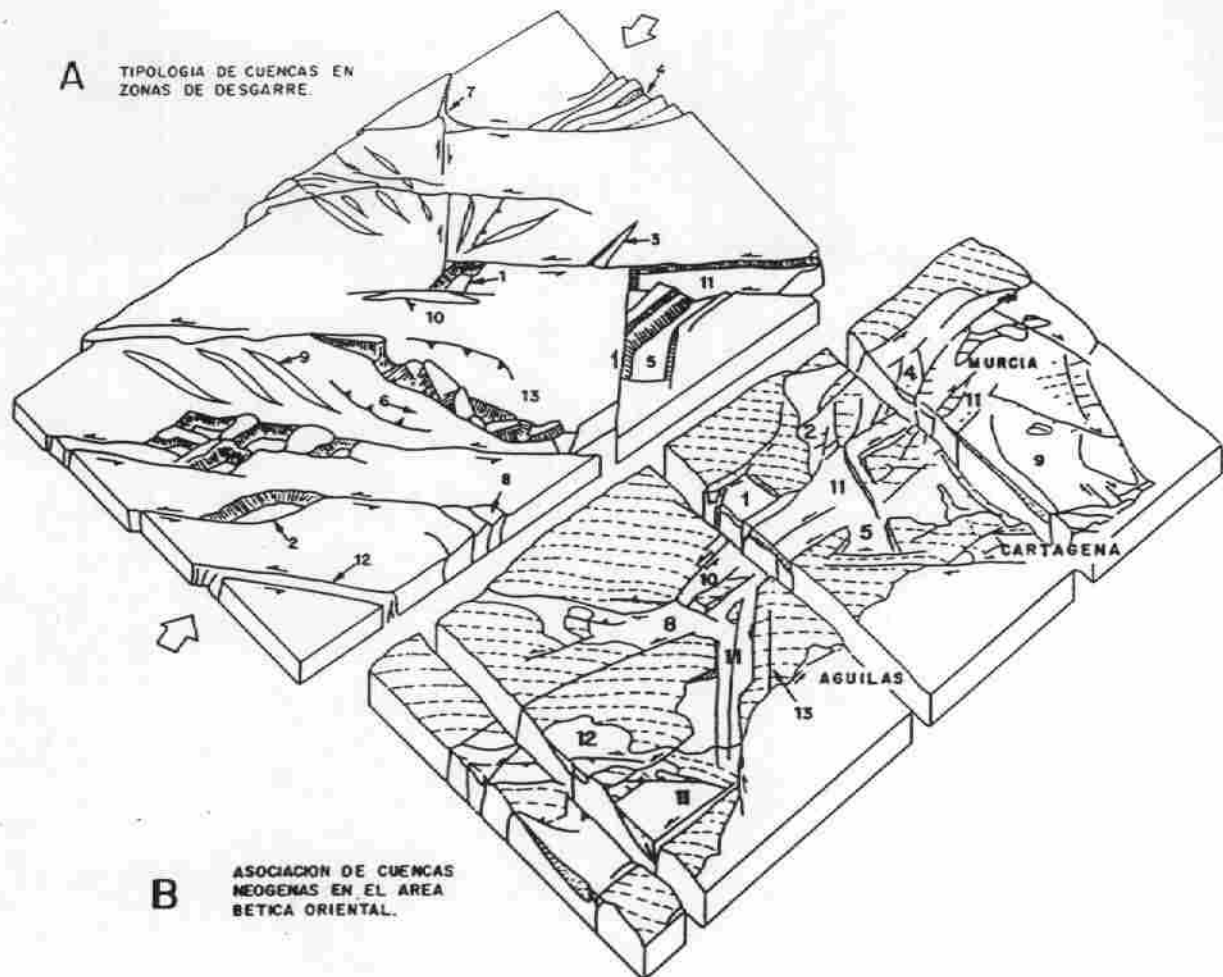 A
TIPOLOGIA DE CUENCAS EN
ZONAS DE DESGARRE.
7
4
3
1
11
10
9
5
6
13
8
2
12
MURCIA
4
11
2
9
1
11
5
CARTAGENA
10
8
11
AGUILAS
13
12
11
B
ASOCIACION DE CUENCAS
NEOGENAS EN EL AREA
BETICA ORIENTAL.